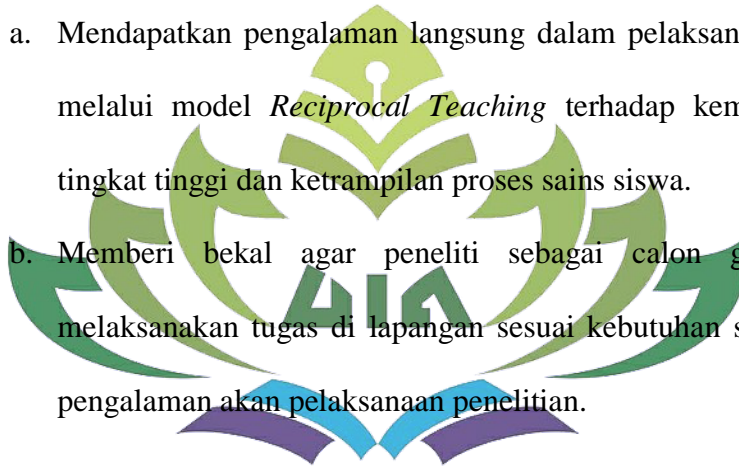 a. Mendapatkan pengalaman langsung dalam pelaksan
melalui model Reciprocal Teaching terhadap kem
tingkat tinggi dan ketrampilan proses sains siswa.
b. Memberi bekal agar peneliti sebagai calon g
UIN
melaksanakan tugas di lapangan sesuai kebutuhan s
pengalaman akan pelaksanaan penelitian.